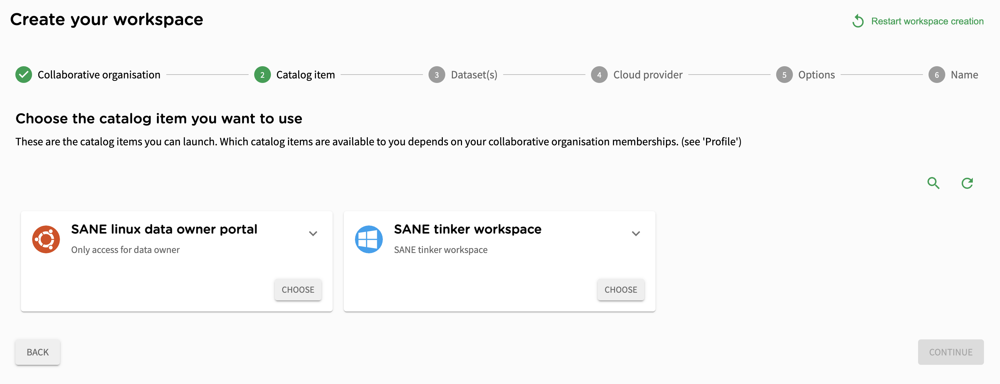 Create your workspace
Restart workspace creation
Collaborative organisation
2 Catalog item
3 Dataset(s)
4 Cloud provider
5 Options
6 Name
Choose the catalog item you want to use
These are the catalog items you can launch. Which catalog items are available to you depends on your collaborative organisation memberships. (see 'Profile')
SANE linux data owner portal
Only access for data owner
CHOOSE
SANE tinker workspace
SANE tinker workspace
CHOOSE
BACK
CONTINUE